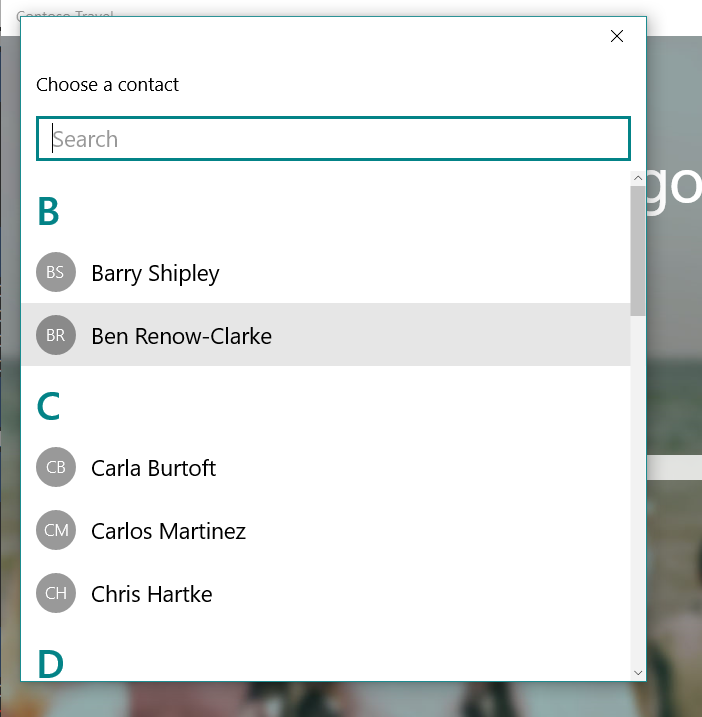 Contoso Travel
Choose a contact
Search
go
B
BS Barry Shipley
BR Ben Renow-Clarke
C
CB Carla Burtoft
CM Carlos Martinez
CH Chris Hartke
D